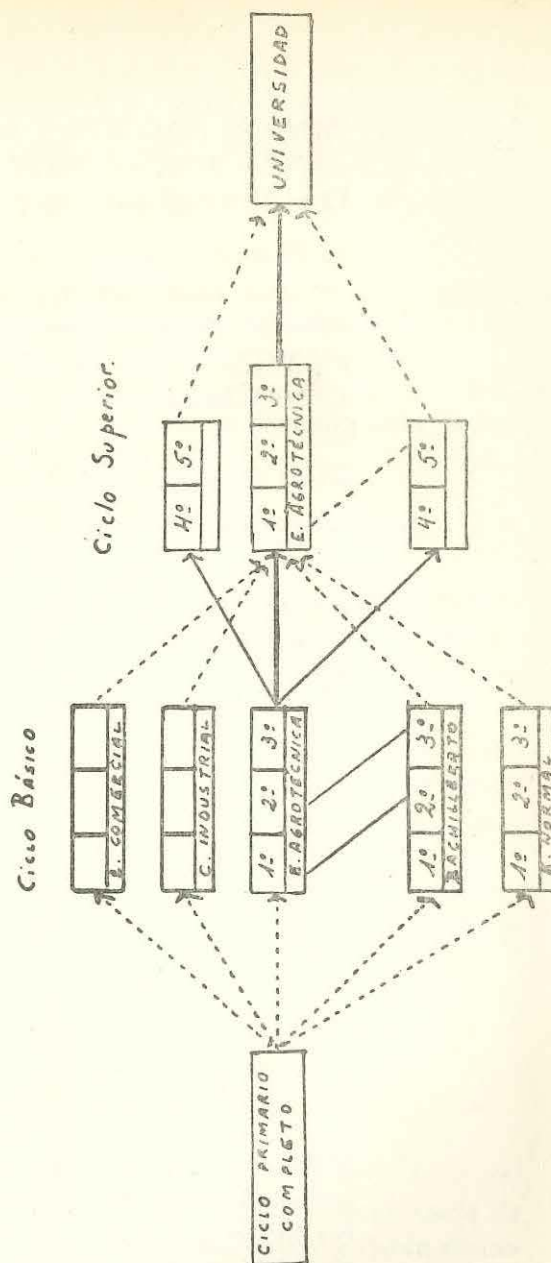 Ciclo Básico
Ciclo Superior.
CICLO PRIMARIO
COMPLETO
E. COMERCIAL
C. INDUSTRIAL
1º 2º 3º
E. AGROTÉCNICA
1º 2º 3º
BACHILLERATO
1º 2º 3º
E. NORMAL
4º 5º
1º 2º 3º
E. AGROTÉCNICA
4º 5º
UNIVERSIDAD